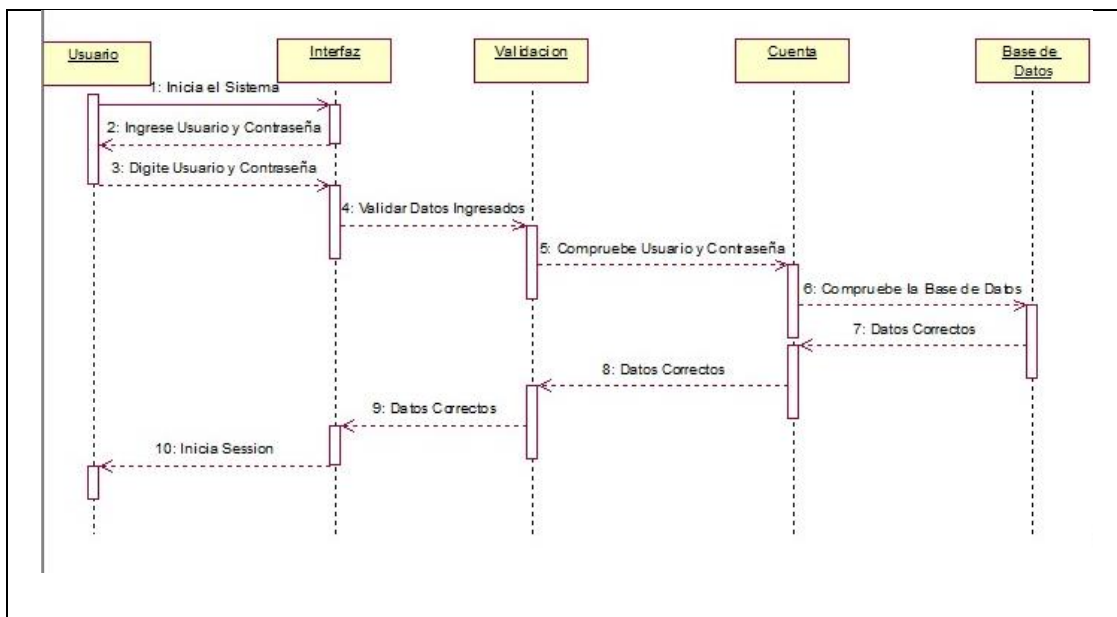 Usuario
Interfaz
Validacion
Cuenta
Base de
Datos
1: Inicia el Sistema
2: Ingrese Usuario y Contraseña
3: Digite Usuario y Contraseña
4: Validar Datos Ingresados
5: Compruebe Usuario y Contraseña
6: Compruebe la Base de Datos
7: Datos Correctos
8: Datos Correctos
9: Datos Correctos
10: Inicia Session